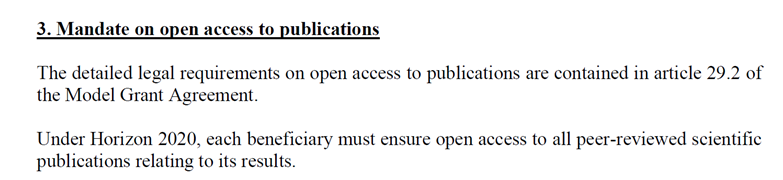 3. Mandate on open access to publications
The detailed legal requirements on open access to publications are contained in article 29.2 of
the Model Grant Agreement.
Under Horizon 2020, each beneficiary must ensure open access to all peer-reviewed scientific
publications relating to its results.